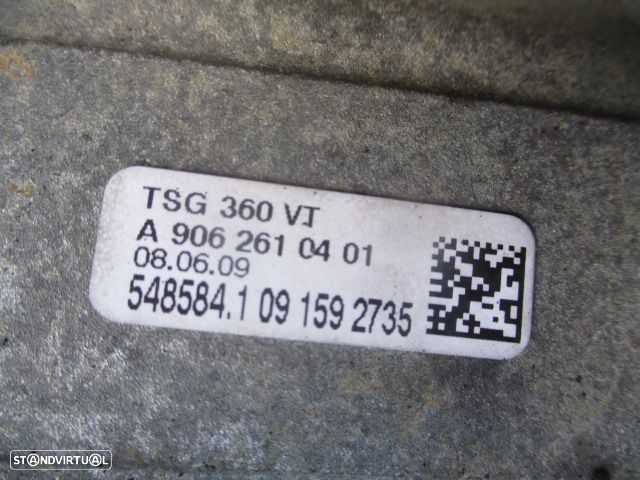 TSG 360 VT
A 906 261 04 01
08.06.09
548584.1 09 159 2735
STANDVIRTUAL